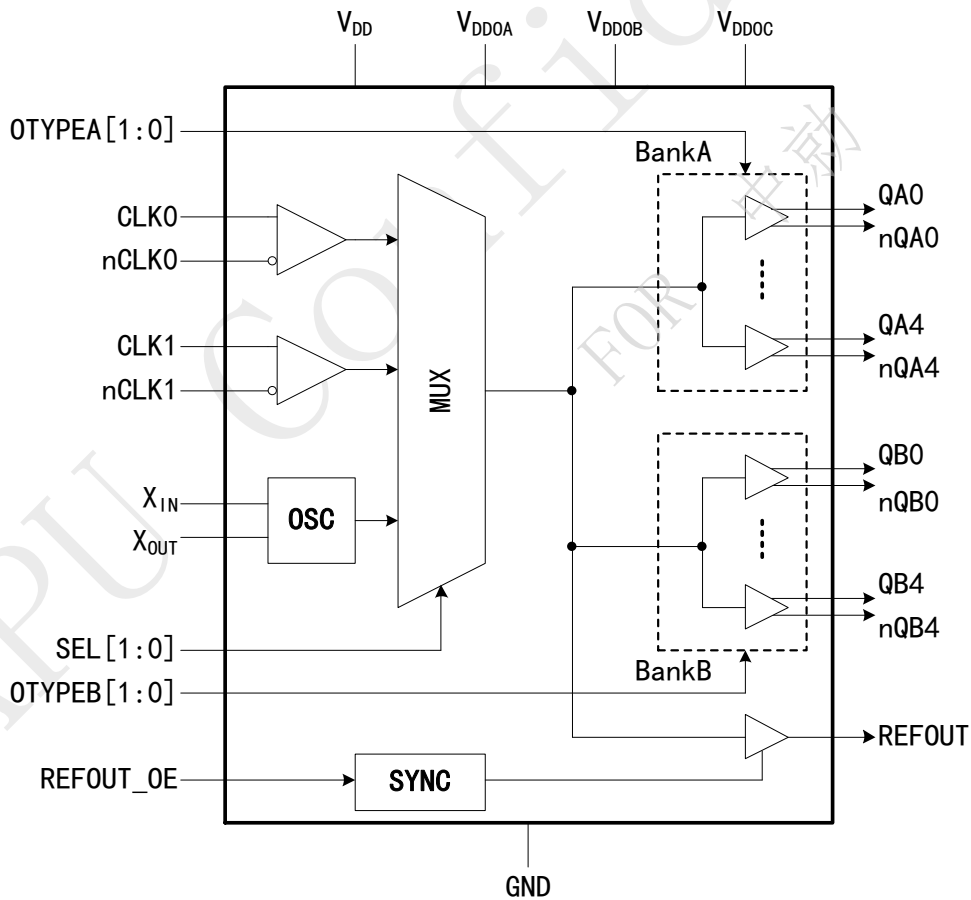 VDD VDDOA VDDOB VDDOC
OTYPEA[1:0]
BankA
CLK0
nCLK0
QA0
nQA0
CLK1
nCLK1
MUX
QA4
nQA4
XIN
XOUT
OSC
QB0
nQB0
QB4
nQB4
SEL[1:0]
OTYPEB[1:0]
BankB
REFOUT
REFOUT_OE
SYNC
GND
FOR